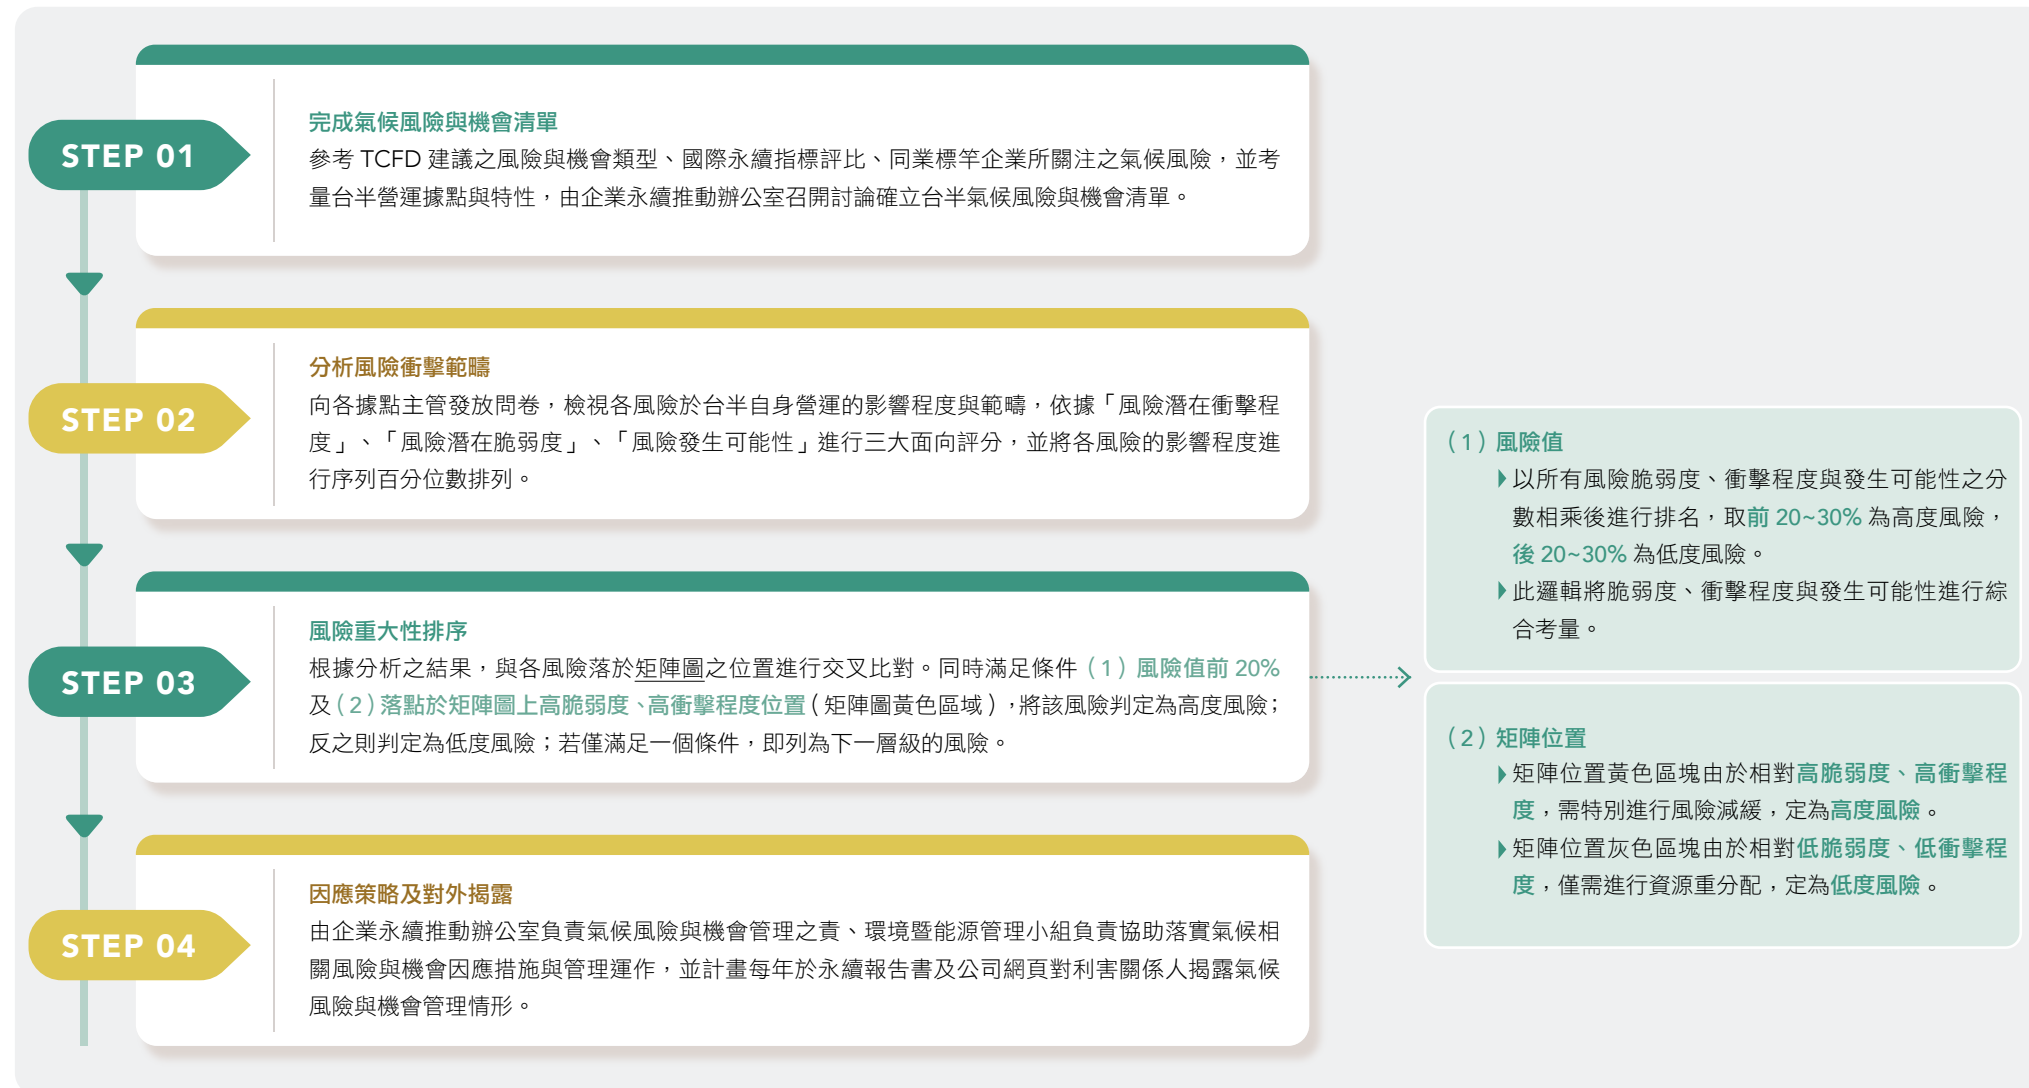 STEP 01
完成氣候風險與機會清單
參考 TCFD 建議之風險與機會類型、國際永續指標評比、同業標竿企業所關注之氣候風險，並考
量台半營運據點與特性，由企業永續推動辦公室召開討論確立台半氣候風險與機會清單。
STEP 02
分析風險衝擊範疇
向各據點主管發放問卷，檢視各風險於台半自身營運的影響程度與範疇，依據「風險潛在衝擊程
度」、「風險潛在脆弱度」、「風險發生可能性」進行三大面向評分，並將各風險的影響程度進
行序列百分位數排列。
STEP 03
風險重大性排序
根據分析之結果，與各風險落於矩陣圖之位置進行交叉比對。同時滿足條件（1）風險值前 20%
及（2）落點於矩陣圖上高脆弱度、高衝擊程度位置（矩陣圖黃色區域），將該風險判定為高度風險；
反之則判定為低度風險；若僅滿足一個條件，即列為下一層級的風險。
STEP 04
因應策略及對外揭露
由企業永續推動辦公室負責氣候風險與機會管理之責、環境暨能源管理小組負責協助落實氣候相
關風險與機會因應措施與管理運作，並計畫每年於永續報告書及公司網頁對利害關係人揭露氣候
風險與機會管理情形。
（1）風險值
以所有風險脆弱度、衝擊程度與發生可能性之分
數相乘後進行排名，取前 20~30% 為高度風險，
後 20~30% 為低度風險。
此邏輯將脆弱度、衝擊程度與發生可能性進行綜
合考量。
（2）矩陣位置
矩陣位置黃色區塊由於相對高脆弱度、高衝擊程
度，需特別進行風險減緩，定為高度風險。
矩陣位置灰色區塊由於相對低脆弱度、低衝擊程
度，僅需進行資源重分配，定為低度風險。